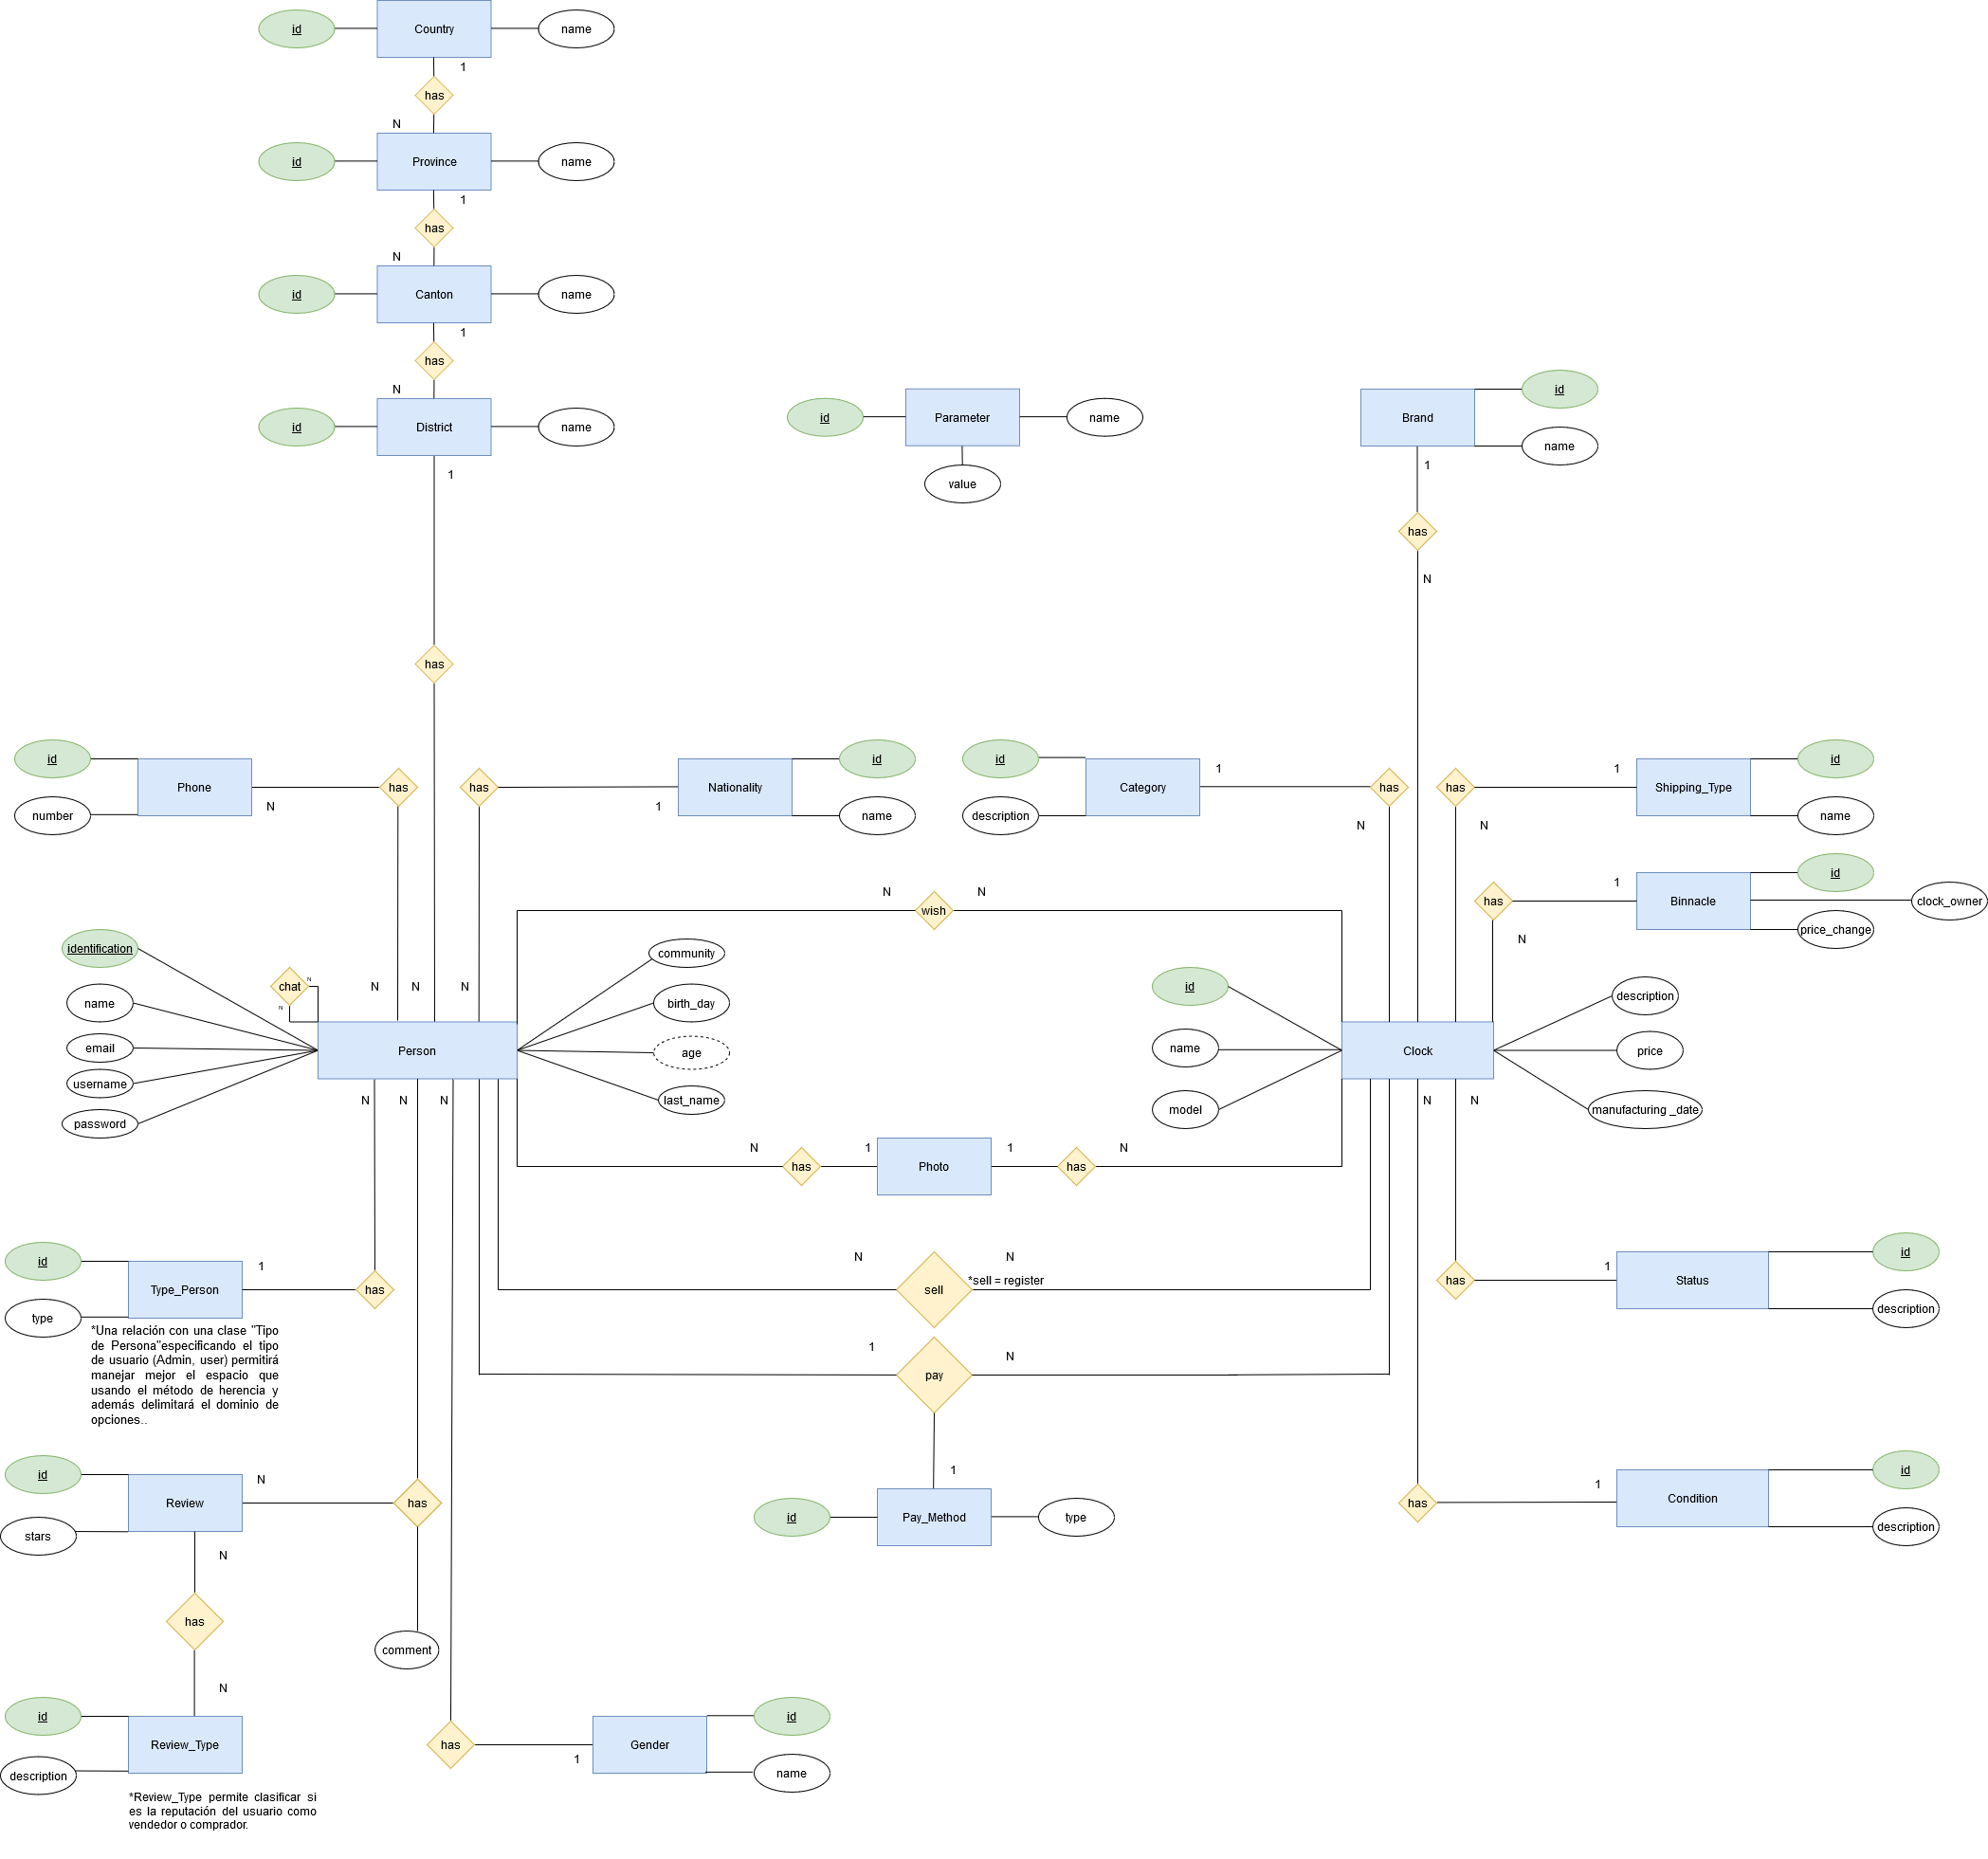 id
Country
name
1
has
N
id
Province
name
1
has
N
id
Canton
name
1
has
N
id
District
name
1
has
id
Parameter
name
value
Brand
id
name
1
has
N
id
number
Phone
N
has
has
1
Nationality
id
name
id
description
Category
1
has
N
has
N
1
Shipping_Type
id
name
has
N
1
Binnacle
id
clock_owner
price_change
N
wish
N
identification
name
email
username
password
chat
N
N
N
N
N
Person
community
birth_day
age
last_name
id
name
model
Clock
description
price
manufacturing _date
N
N
N
N
N
N
has
1
Photo
1
has
N
id
type
Type_Person
1
has
*Una relación con una clase "Tipo
de Persona"especificando el tipo
de usuario (Admin, user) permitirá
manejar mejor el espacio que
usando el método de herencia y
además delimitará el dominio de
opciones..
N
sell
N
*sell = register
1
pay
N
1
id
Pay_Method
type
has
1
Status
id
description
has
1
Condition
id
description
id
stars
Review
N
has
comment
N
has
N
id
description
Review_Type
*Review_Type permite clasificar si
es la reputación del usuario como
vendedor o comprador.
has
1
Gender
id
name